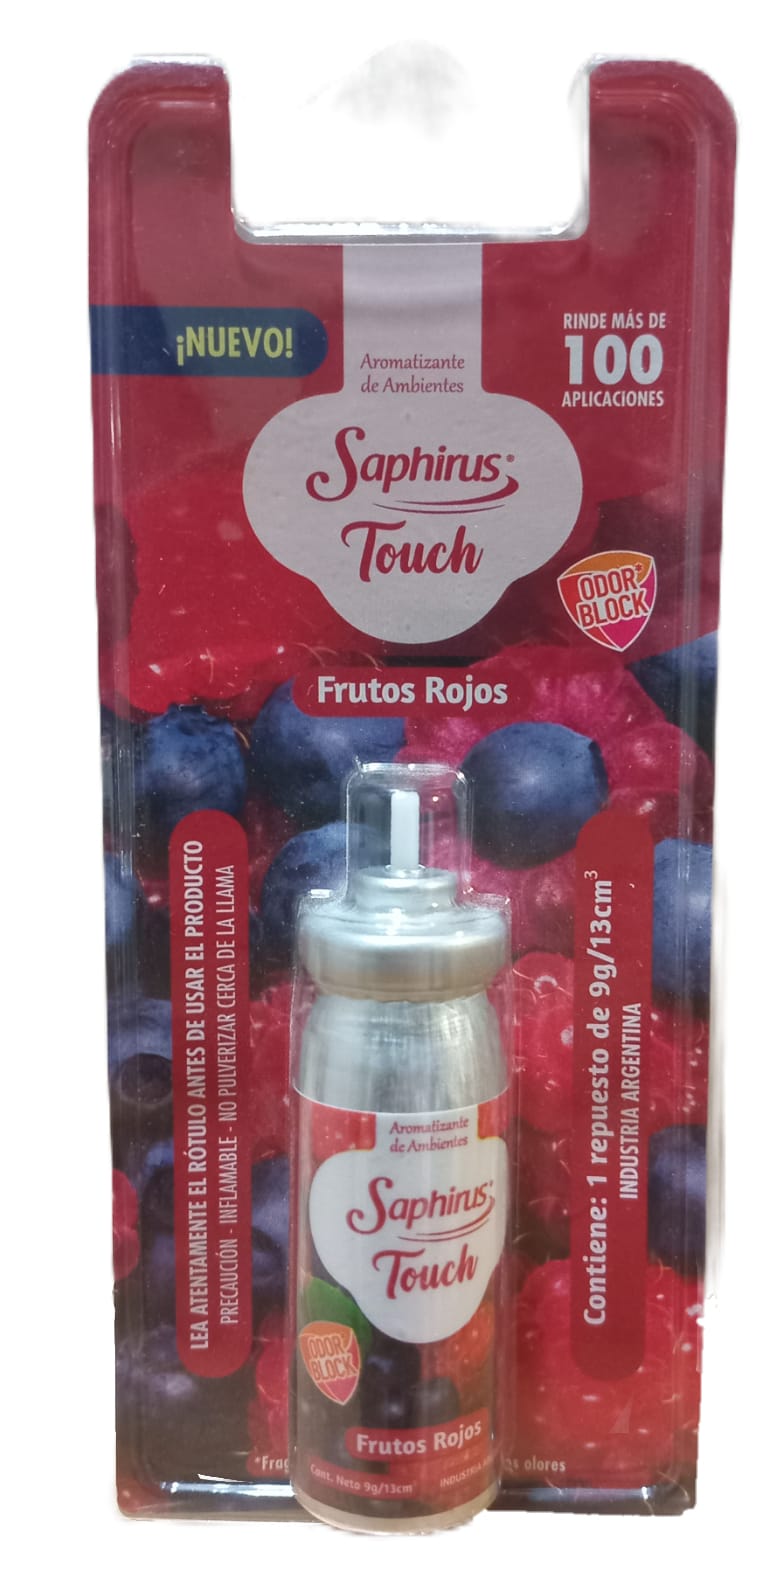 ¡NUEVO!
RINDE MÁS DE
100
APLICACIONES
Aromatizante
de Ambientes
Saphirus®
Touch
ODOR*
BLOCK
Frutos Rojos
LEA ATENTAMENTE EL RÓTULO ANTES DE USAR EL PRODUCTO
PRECAUCIÓN - INFLAMABLE - NO PULVERIZAR CERCA DE LA LLAMA
Contiene: 1 repuesto de 9g/13cm³
INDUSTRIA ARGENTINA
Aromatizante
de Ambientes
Saphirus
Touch
ODOR
BLOCK
Frutos Rojos
Cont. Neto 9g/13cm³
INDUSTRIA
olores